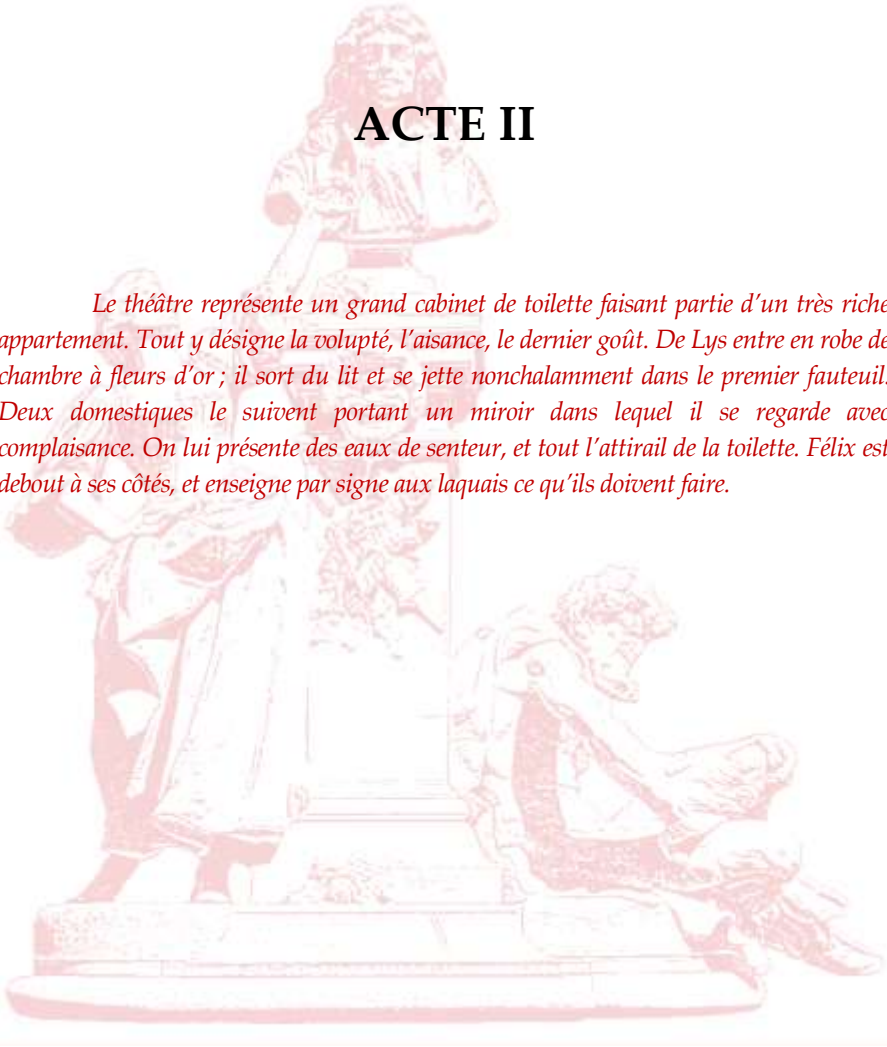 ACTE II
Le théâtre représente un grand cabinet de toilette faisant partie d’un très riche
appartement. Tout y désigne la volupté, l’aisance, le dernier goût. De Lys entre en robe de
chambre à fleurs d’or ; il sort du lit et se jette nonchalamment dans le premier fauteuil.
Deux domestiques le suivent portant un miroir dans lequel il se regarde avec
complaisance. On lui présente des eaux de senteur, et tout l’attirail de la toilette. Félix est
debout à ses côtés, et enseigne par signe aux laquais ce qu’ils doivent faire.